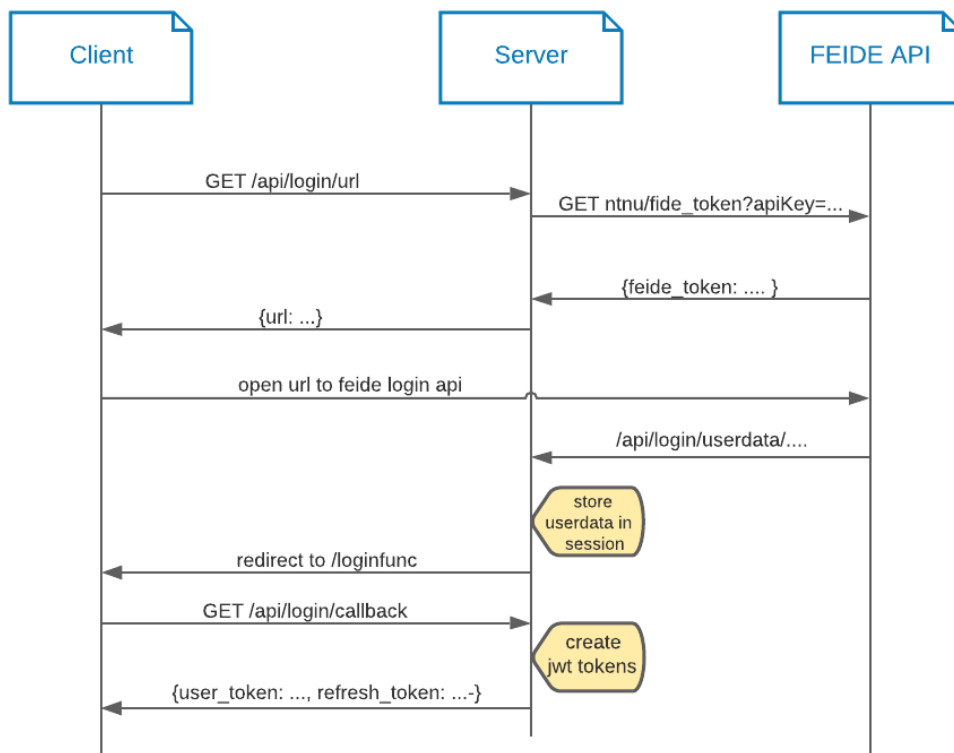 Client
Server
FEIDE API
GET /api/login/url
GET ntnu/fide_token?apiKey=...
{feide_token: .... }
{url: ...}
open url to feide login api
/api/login/userdata/....
store
userdata in
session
redirect to /loginfunc
GET /api/login/callback
create
jwt tokens
{user_token: ..., refresh_token: ...-}